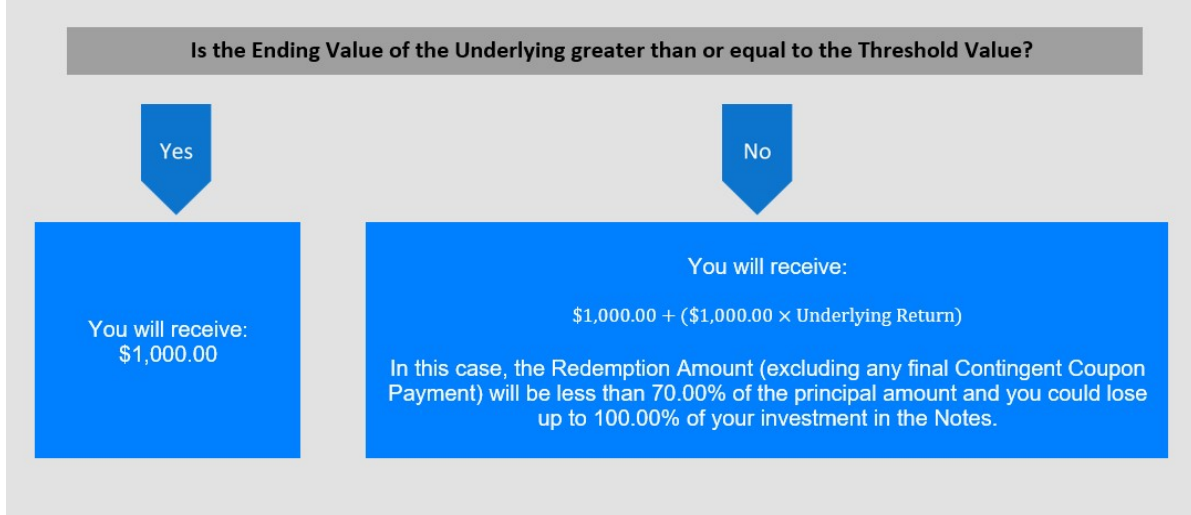 Is the Ending Value of the Underlying greater than or equal to the Threshold Value?
Yes
No
You will receive:
$1,000.00
You will receive:
$1,000.00 + ($1,000.00 × Underlying Return)
In this case, the Redemption Amount (excluding any final Contingent Coupon
Payment) will be less than 70.00% of the principal amount and you could lose
up to 100.00% of your investment in the Notes.